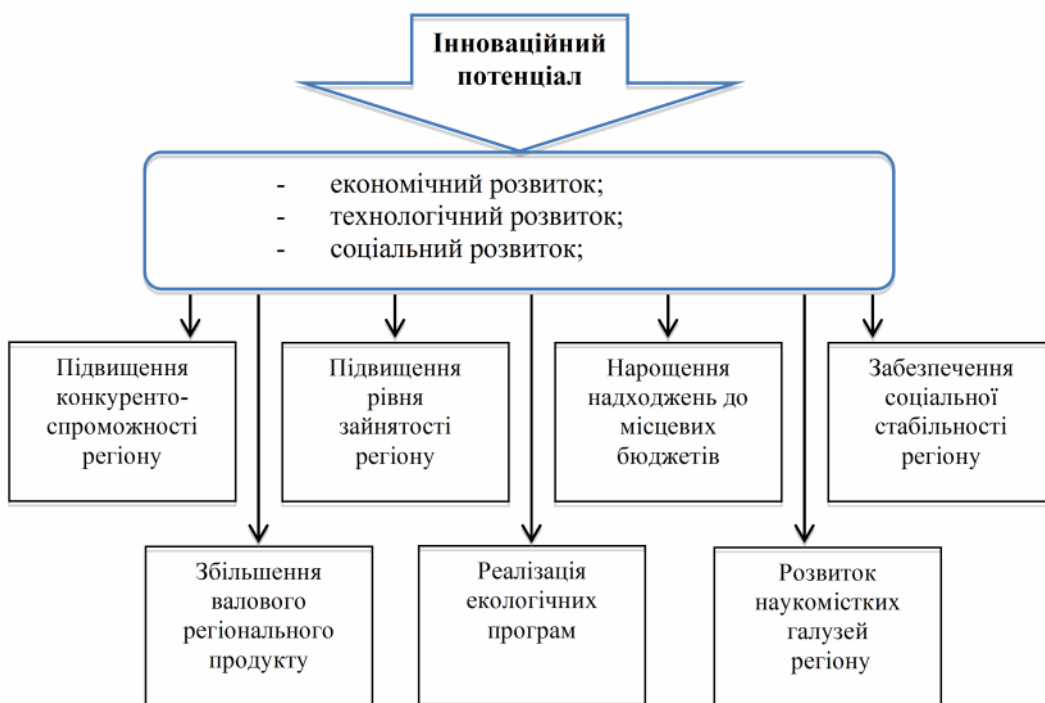 Інноваційний
потенціал
- економічний розвиток;
- технологічний розвиток;
- соціальний розвиток;
Підвищення
конкуренто-
спроможності
регіону
Підвищення
рівня
зайнятості
регіону
Нарощення
надходжень до
місцевих
бюджетів
Забезпечення
соціальної
стабільності
регіону
Збільшення
валового
регіонального
продукту
Реалізація
екологічних
програм
Розвиток
наукомістких
галузей
регіону